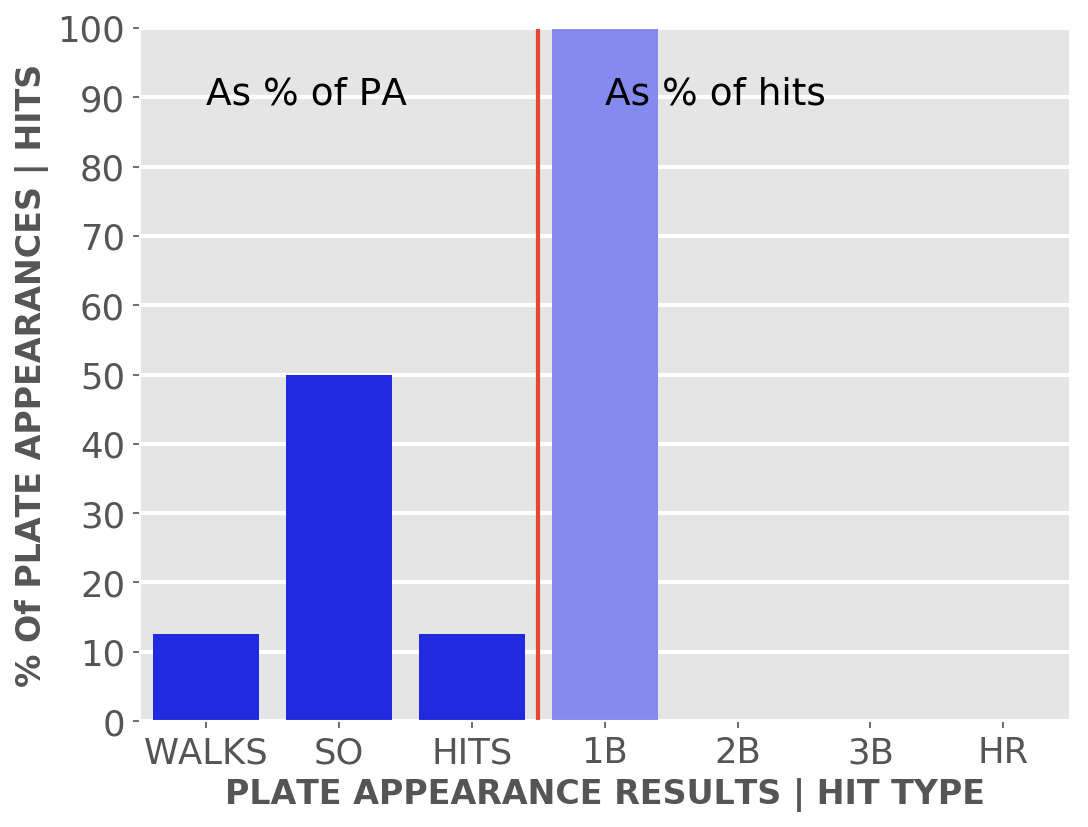 % Of PLATE APPEARANCES | HITS
100
90
80
70
60
50
40
30
20
10
0
As % of PA
As % of hits
WALKS SO HITS 1B 2B 3B HR
PLATE APPEARANCE RESULTS | HIT TYPE